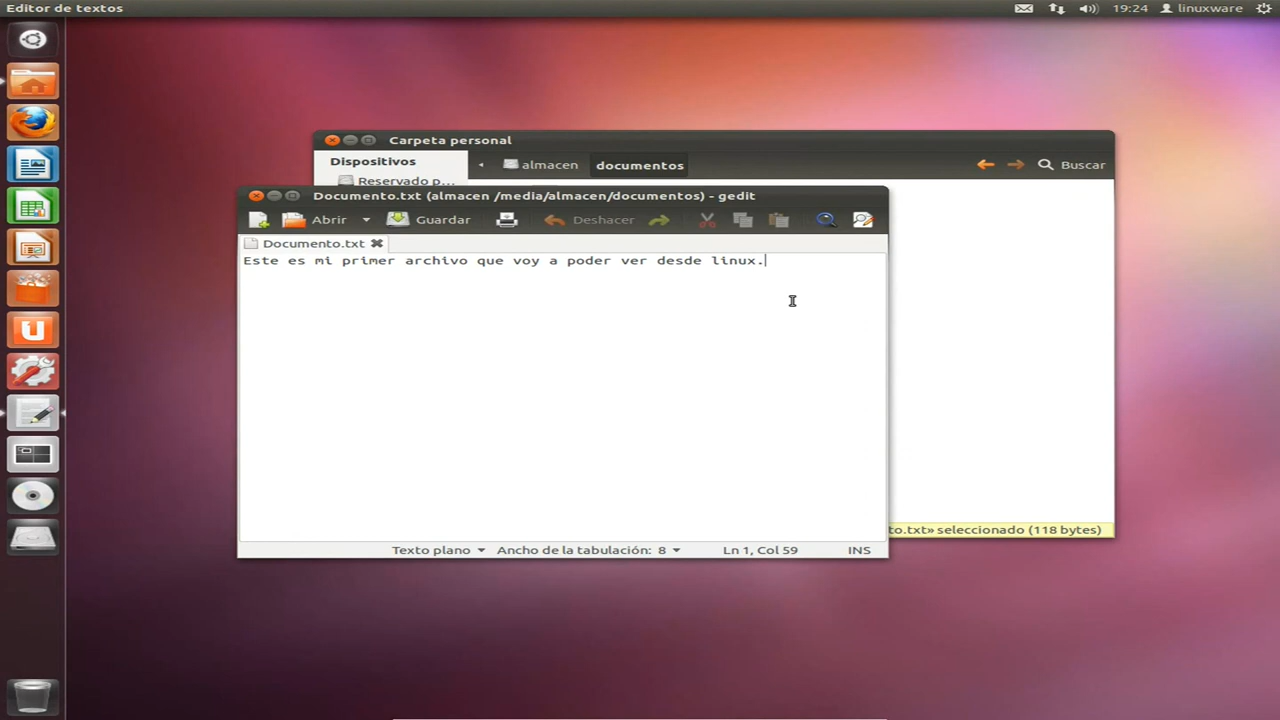 Editor de textos
19:24 linuxware
Carpeta personal
Dispositivos
almacen documentos
Buscar
Reservado p...
Documento.txt (almacen /media/almacen/documentos) - gedit
Abrir Guardar Deshacer
Documento.txt
Este es mi primer archivo que voy a poder ver desde linux.
to.txt» seleccionado (118 bytes)
Texto plano Ancho de la tabulación: 8 Ln 1, Col 59 INS